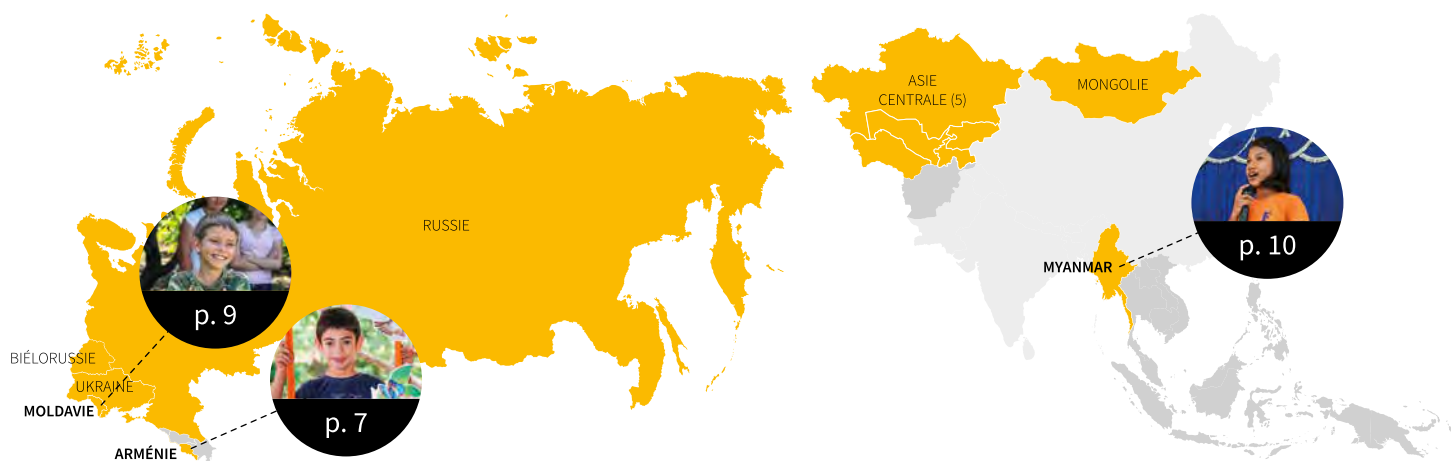 RUSSIE
p. 9
BIÉLORUSSIE
UKRAINE
MOLDAVIE
p. 7
ARMÉNIE
ASIE
CENTRALE (5)
MONGOLIE
MYANMAR
p. 10